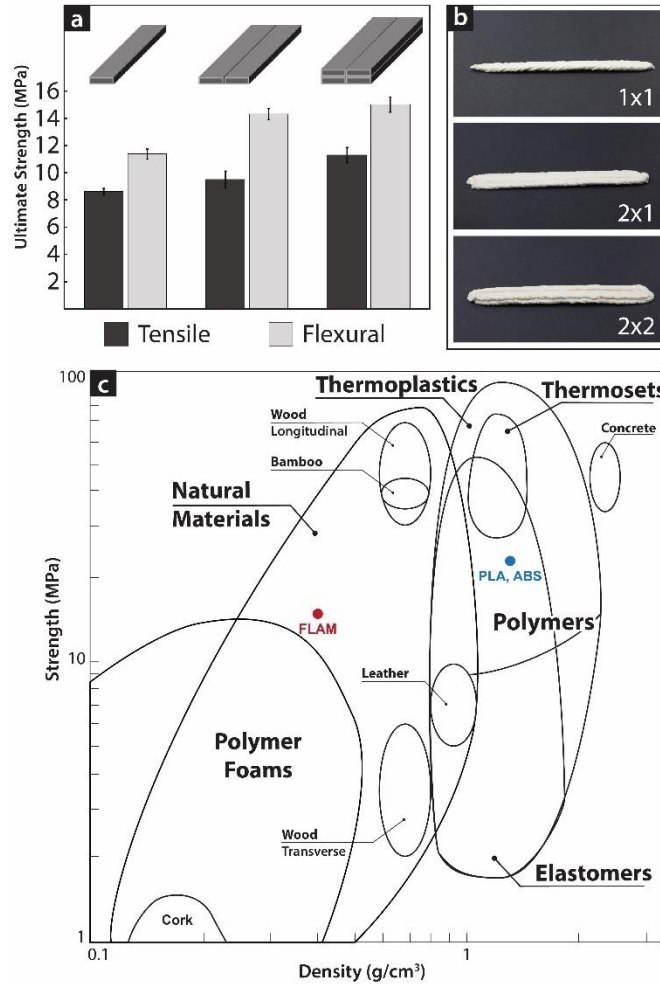 a
Ultimate Strength (MPa)
16
14
12
10
8
6
4
2
Tensile
Flexural
b
1x1
2x1
2x2
c
Strength (MPa)
100
10
1
Thermoplastics
Thermosets
Wood
Longitudinal
Concrete
Bamboo
Natural
Materials
PLA, ABS
FLAM
Polymers
Leather
Polymer
Foams
Wood
Transverse
Elastomers
Cork
0.1
1
2
Density (g/cm³)